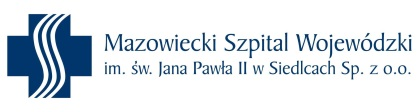 Mazowiecki Szpital Wojewódzki
im. św. Jana Pawła II w Siedlcach Sp. z o.o.